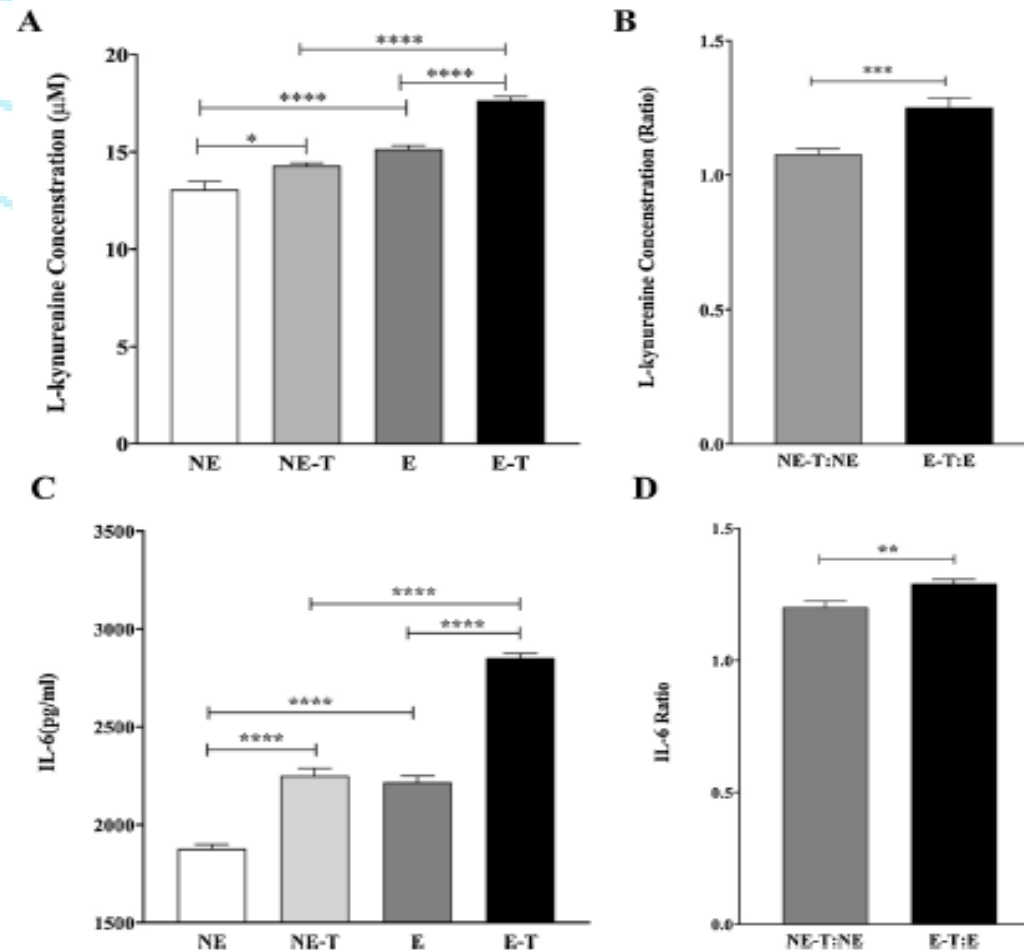 A
L-kynurenine Concenstration (μM)
20
15
10
5
0
****
****
****
*
NE NE-T E E-T
B
L-kynurenine Concenstration (Ratio)
1.5
1.0
0.5
0.0
***
NE-T:NE E-T:E
C
IL-6(pg/ml)
3500
3000
2500
2000
1500
****
****
****
****
NE NE-T E E-T
D
IL-6 Ratio
1.5
1.0
0.5
0.0
**
NE-T:NE E-T:E